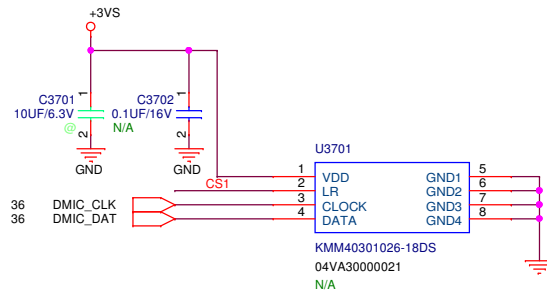 +3VS
1 1
C3701 C3702
10UF/6.3V 0.1UF/16V
@ N/A
2 2
GND GND
U3701
1 VDD GND1 5
CS1 2 LR GND2 6
36 DMIC_CLK 3 CLOCK GND3 7
36 DMIC_DAT 4 DATA GND4 8
KMM40301026-18DS
04VA30000021
N/A
GND